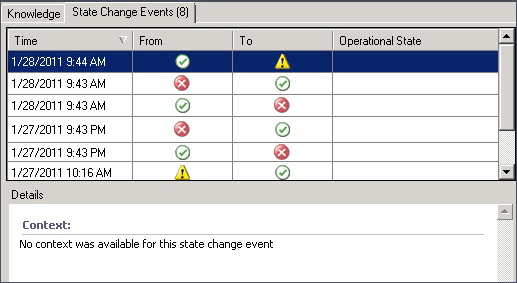 Knowledge State Change Events (8)
Time From To Operational State
1/28/2011 9:44 AM
1/28/2011 9:43 AM
1/28/2011 9:43 AM
1/27/2011 9:43 PM
1/27/2011 9:43 PM
1/27/2011 10:16 AM
Details
Context:
No context was available for this state change event